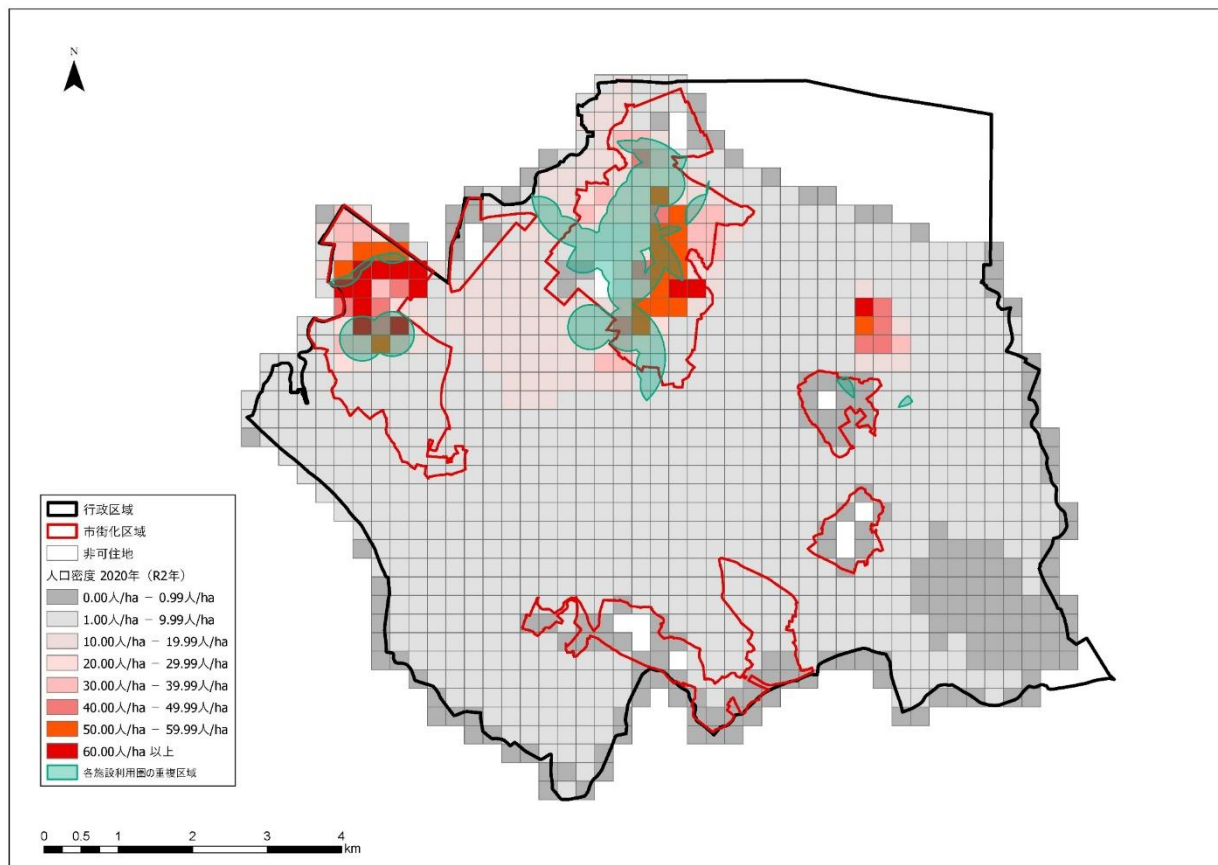 N
行政区域
市街化区域
非可住地
人口密度 2020年（R2年）
0.00人/ha － 0.99人/ha
1.00人/ha － 9.99人/ha
10.00人/ha － 19.99人/ha
20.00人/ha － 29.99人/ha
30.00人/ha － 39.99人/ha
40.00人/ha － 49.99人/ha
50.00人/ha － 59.99人/ha
60.00人/ha 以上
各施設利用圏の重複区域
0 0.5 1 2 3 4
km